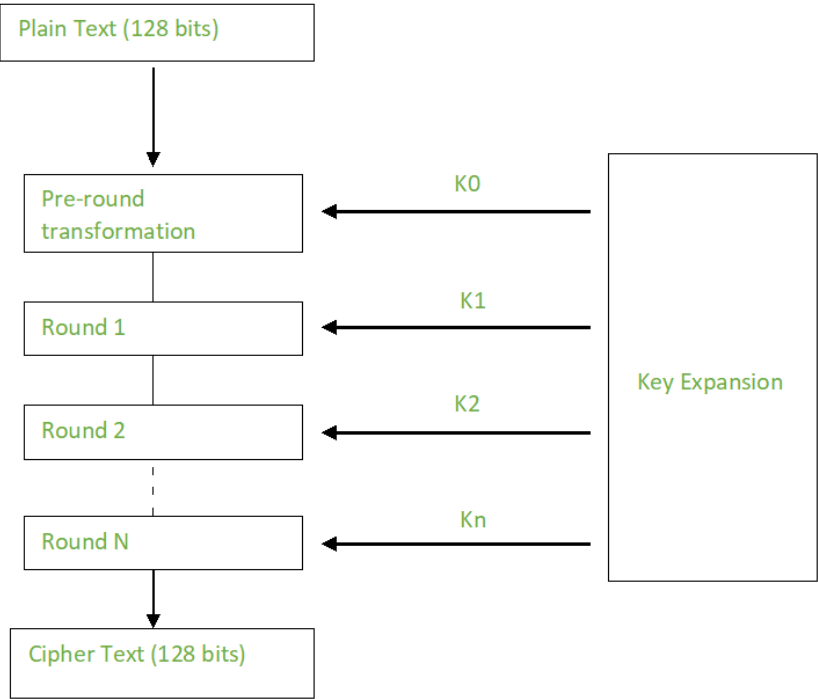 Plain Text (128 bits)
Pre-round
transformation
K0
Round 1
K1
Round 2
K2
Key Expansion
Round N
Kn
Cipher Text (128 bits)